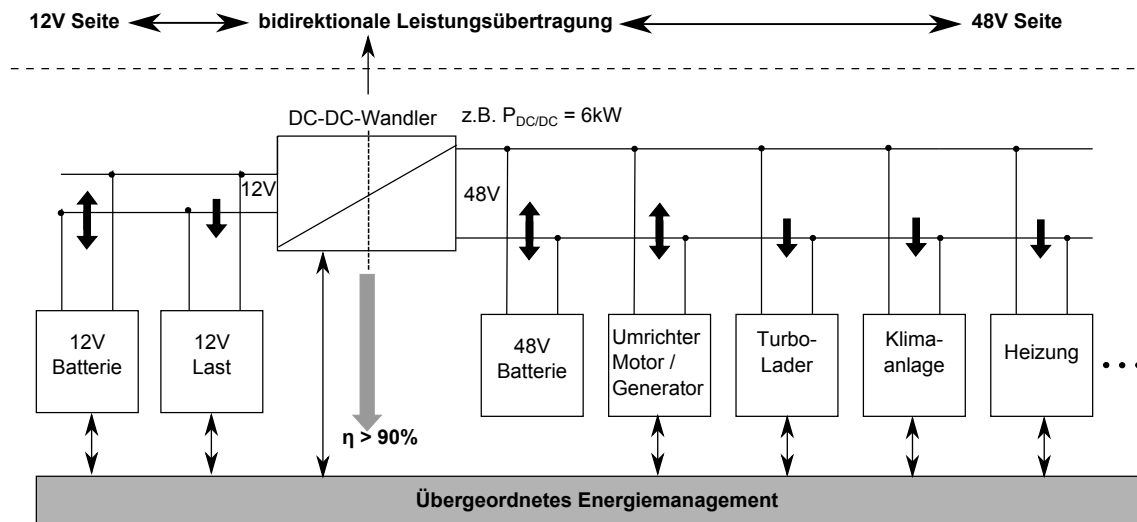 12V Seite
bidirektionale Leistungsübertragung
48V Seite
DC-DC-Wandler
z.B. PDC/DC = 6kW
12V
48V
12V
Batterie
12V
Last
48V
Batterie
Umrichter
Motor /
Generator
Turbo-
Lader
Klima-
anlage
Heizung
η > 90%
Übergeordnetes Energiemanagement